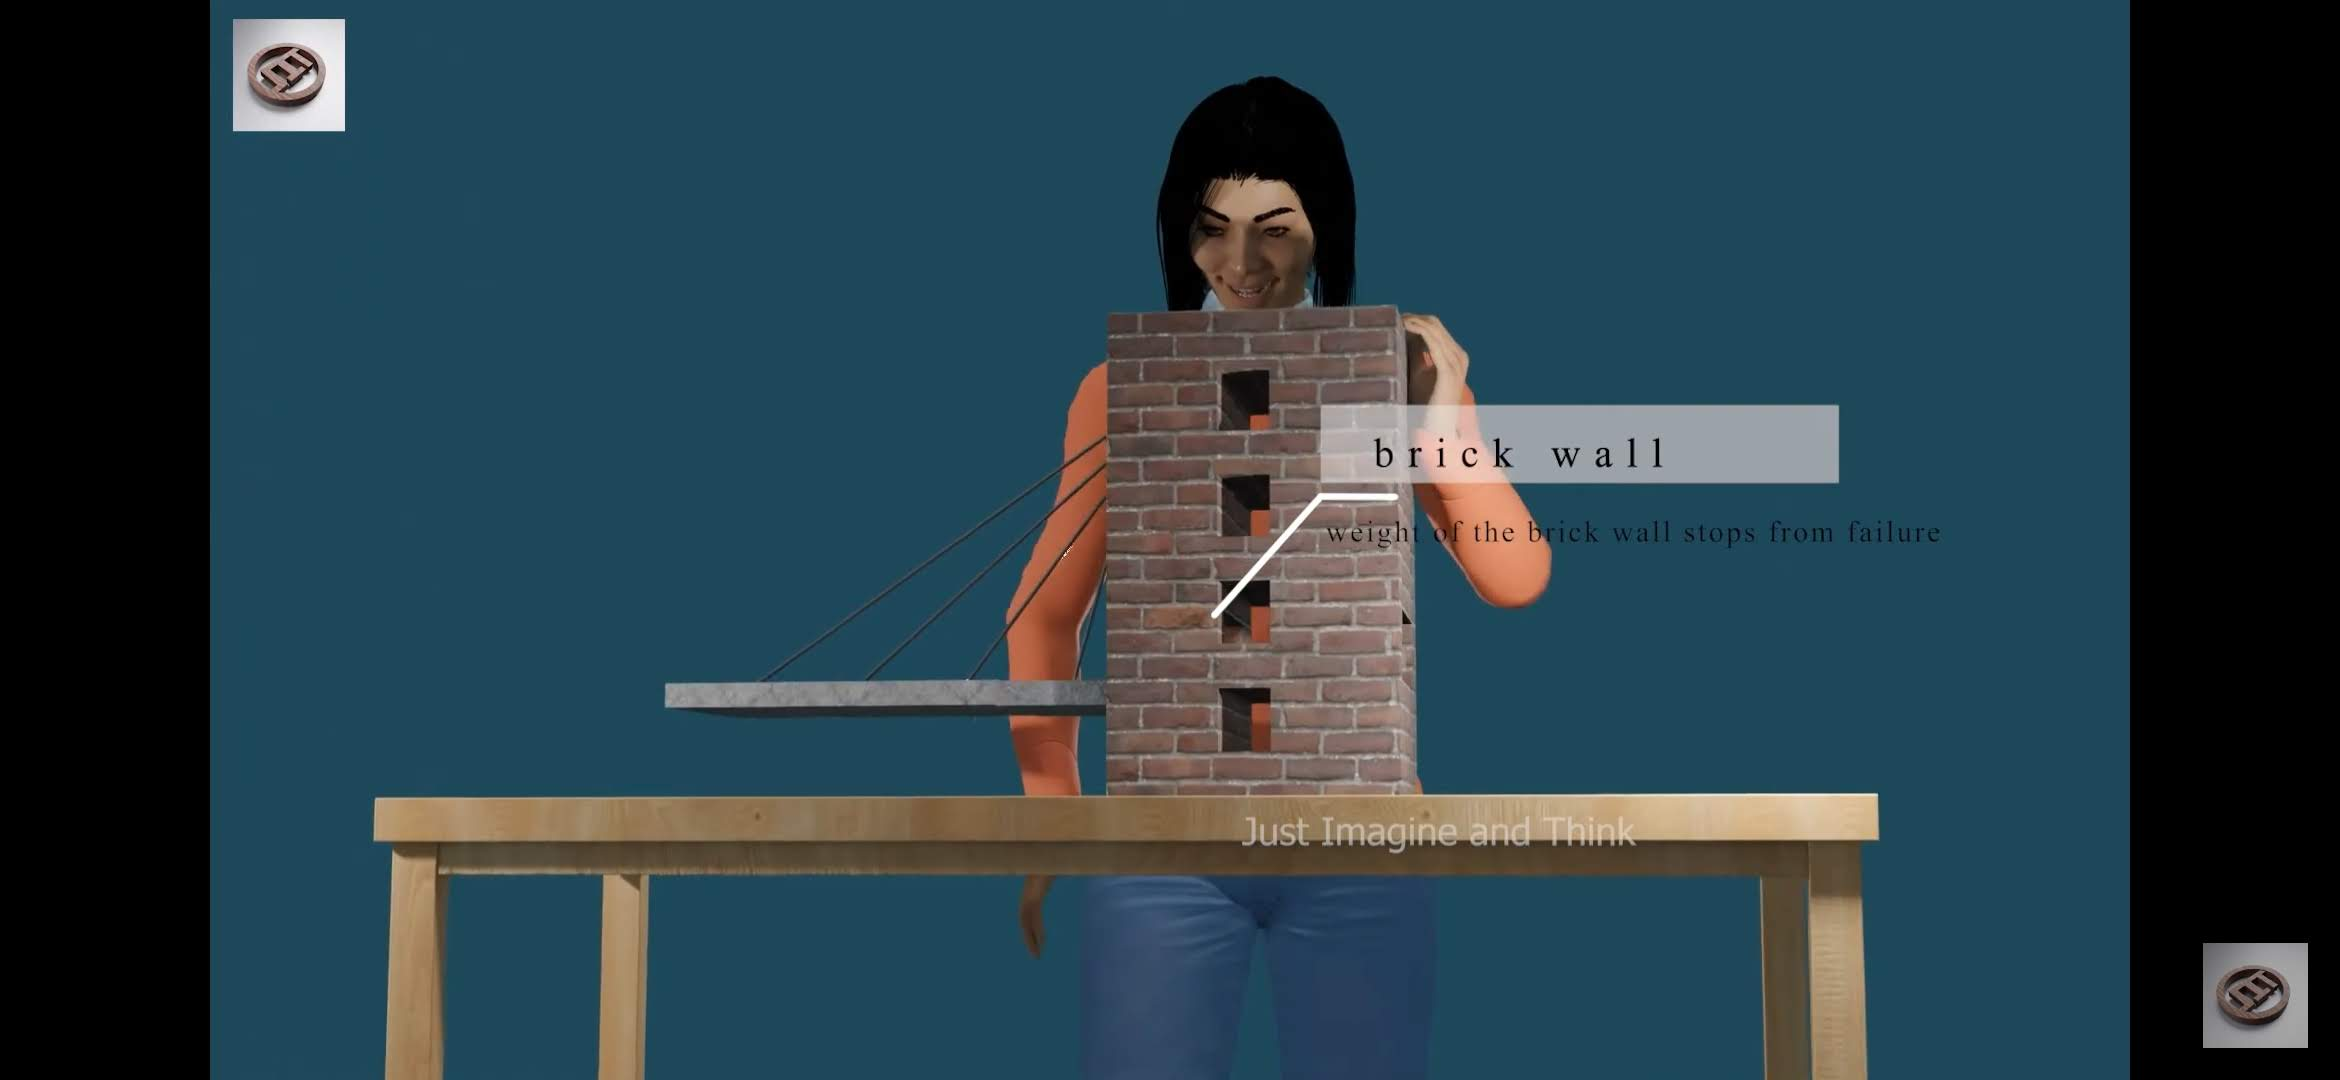 brick wall
weight of the brick wall stops from failure
Just Imagine and Think